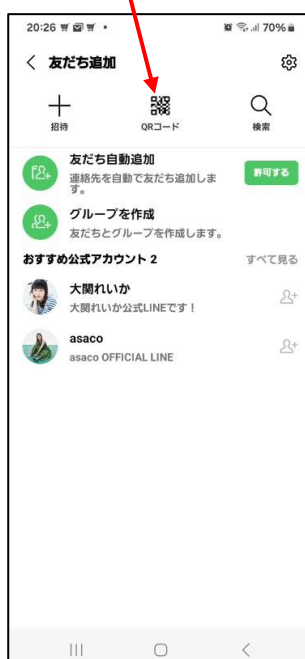 20:26
70%
友だち追加
招待
QRコード
検索
友だち自動追加
連絡先を自動で友だち追加しま
す。
許可する
グループを作成
友だちとグループを作成します。
おすすめ公式アカウント 2
すべて見る
大関れいか
大関れいか公式LINEです！
asaco
asaco OFFICIAL LINE